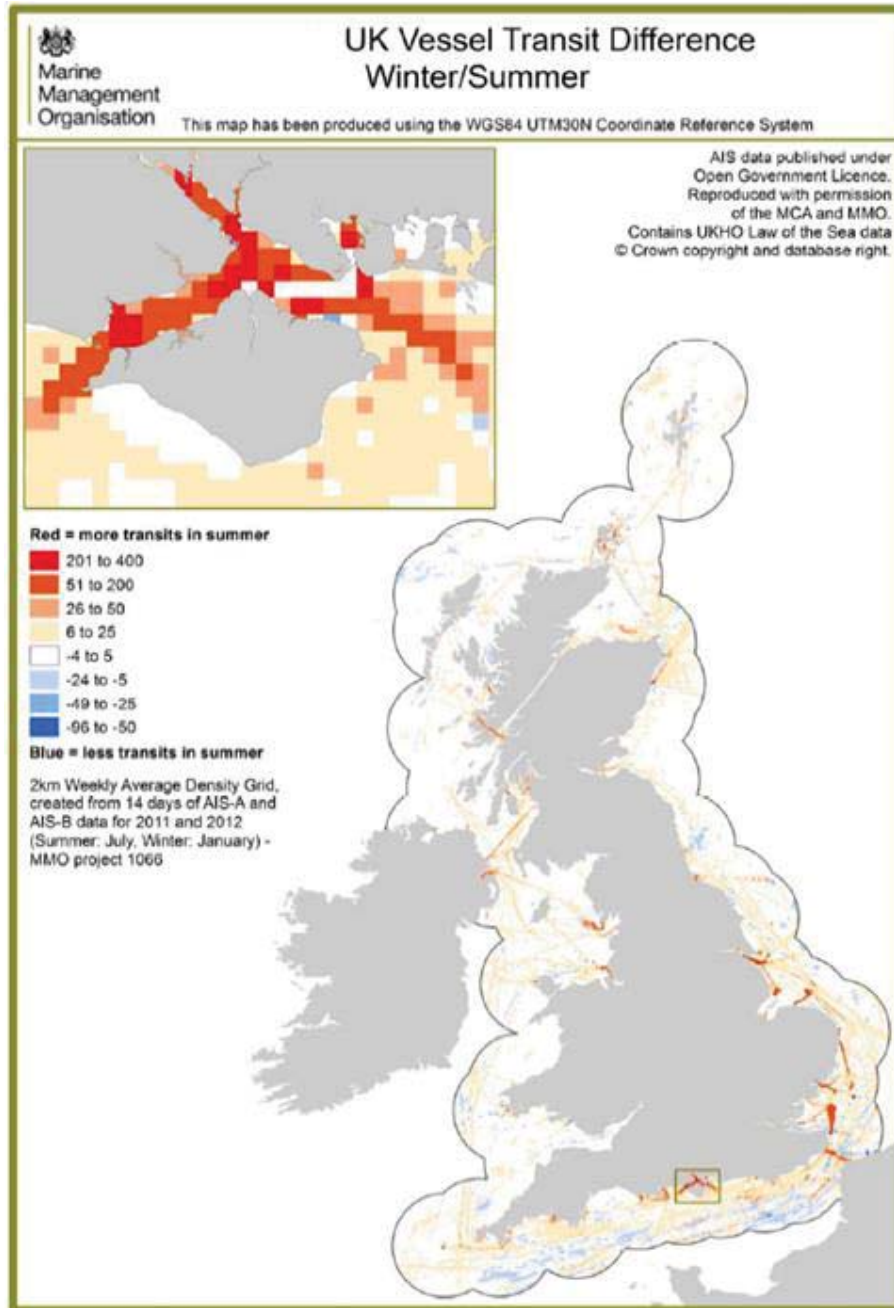 Marine
Management
Organisation
UK Vessel Transit Difference
Winter/Summer
This map has been produced using the WGS84 UTM30N Coordinate Reference System
AIS data published under
Open Government Licence.
Reproduced with permission
of the MCA and MMO.
Contains UKHO Law of the Sea data
© Crown copyright and database right.
Red = more transits in summer
201 to 400
51 to 200
26 to 50
6 to 25
-4 to 5
-24 to -5
-49 to -25
-96 to -50
Blue = less transits in summer
2km Weekly Average Density Grid,
created from 14 days of AIS-A and
AIS-B data for 2011 and 2012
(Summer: July, Winter: January) -
MMO project 1066